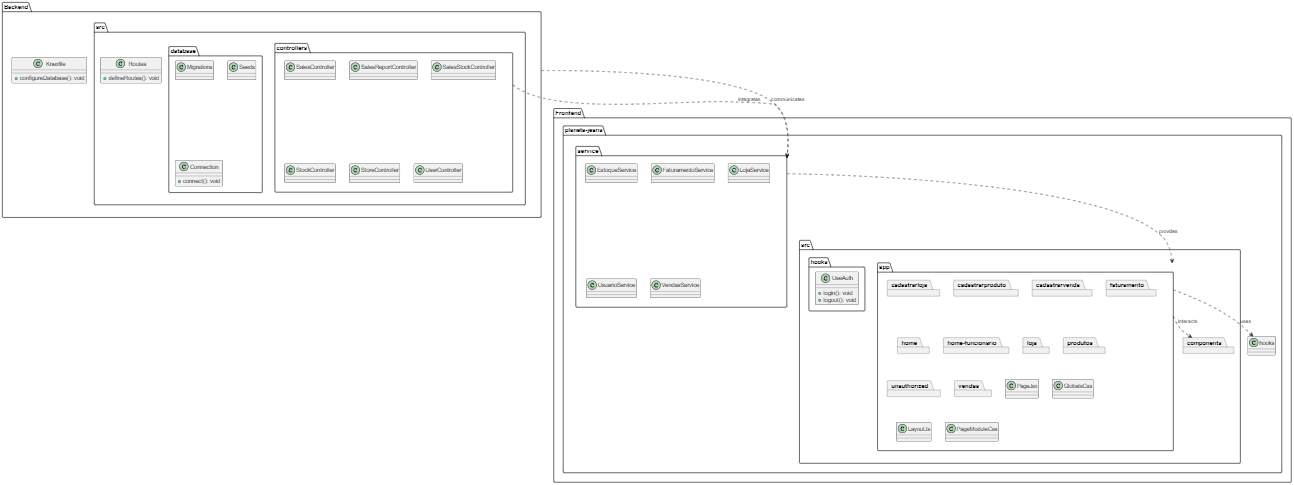 Backend
src
database
controllers
C Knexfile
configureDatabase(): void
C Routes
defineRoutes(): void
C Migrations
C Seeds
C SalesController
C SalesReportController
C SalesStockController
integrates
communicates
C Connection
connect(): void
C StockController
C StoreController
C UserController
Frontend
planeta-jeans
service
C EstoqueService
C FaturamentoService
C LojaService
provides
C UsuarioService
C VendasService
src
hooks
C UseAuth
login(): void
logout(): void
app
cadastrarloja
cadastrarproduto
cadastrarvenda
faturamento
interacts
uses
home
home-funcionario
loja
produtos
components
C hooks
unauthorized
vendas
C PageJsx
C GlobalsCss
C LayoutJs
C PageModuleCss